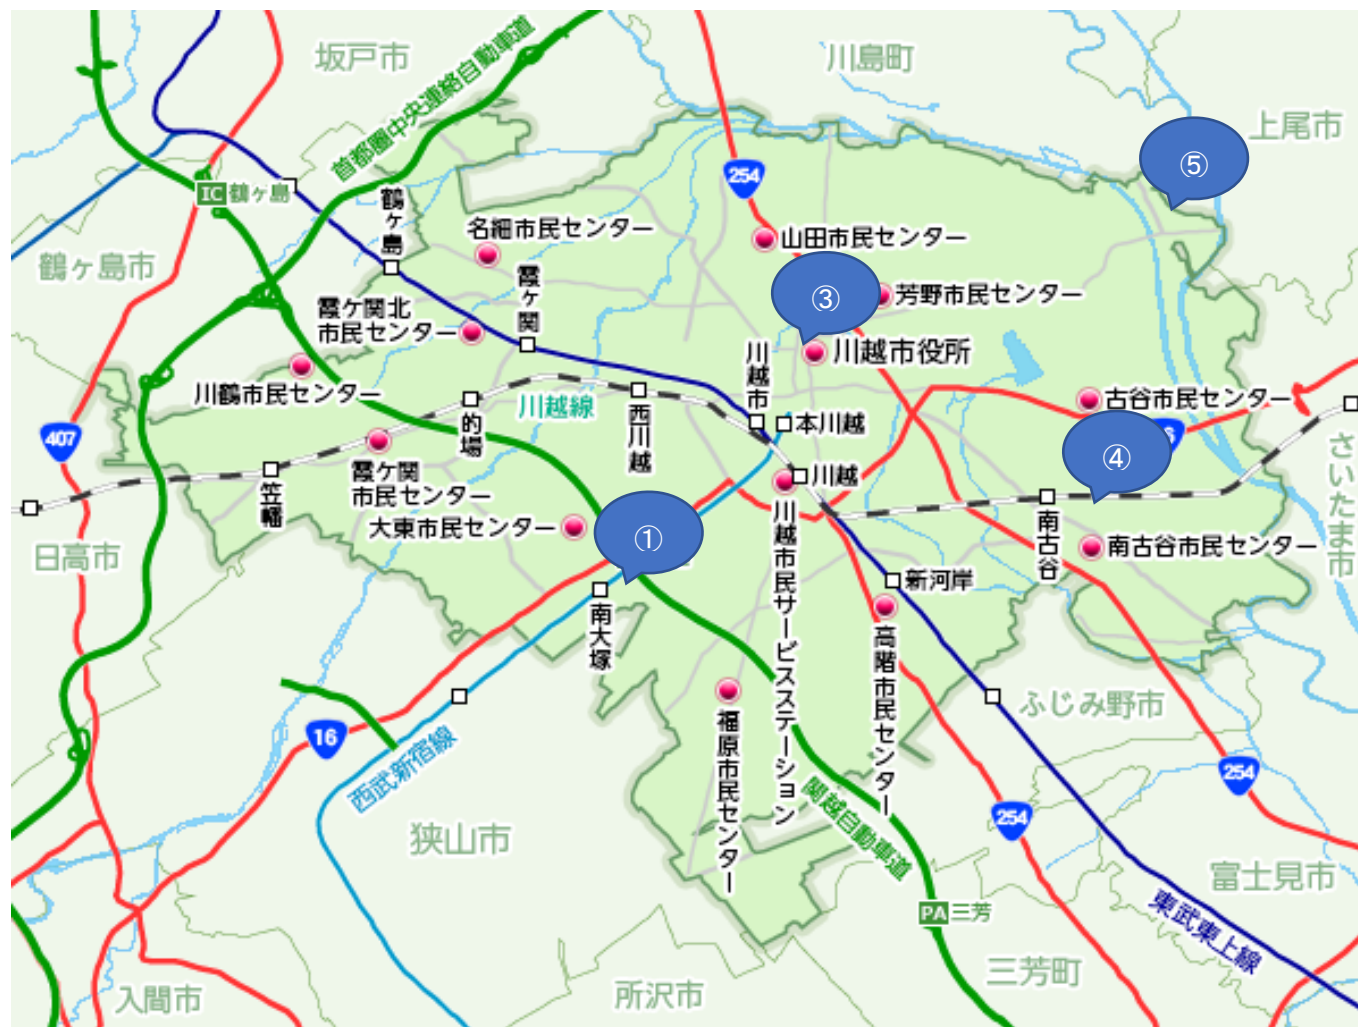 坂戸市
川島町
上尾市
首都圏中央連絡自動車道
⑤
254
IC 鶴ヶ島
鶴ヶ島
名細市民センター
山田市民センター
鶴ヶ島市
霞ヶ関
③
芳野市民センター
霞ケ関北
市民センター
川越市
川越市役所
川鶴市民センター
川越線
的場
西川越
本川越
古谷市民センター
407
6
④
さいたま市
霞ケ関
市民センター
笠幡
川越
大東市民センター
①
川越市民サービスステーション
南古谷
南古谷市民センター
日高市
新河岸
南大塚
高階市民センター
16
西武新宿線
福原市民センター
ふじみ野市
関越自動車道
254
254
狭山市
富士見市
東武東上線
PA 三芳
三芳町
入間市
所沢市